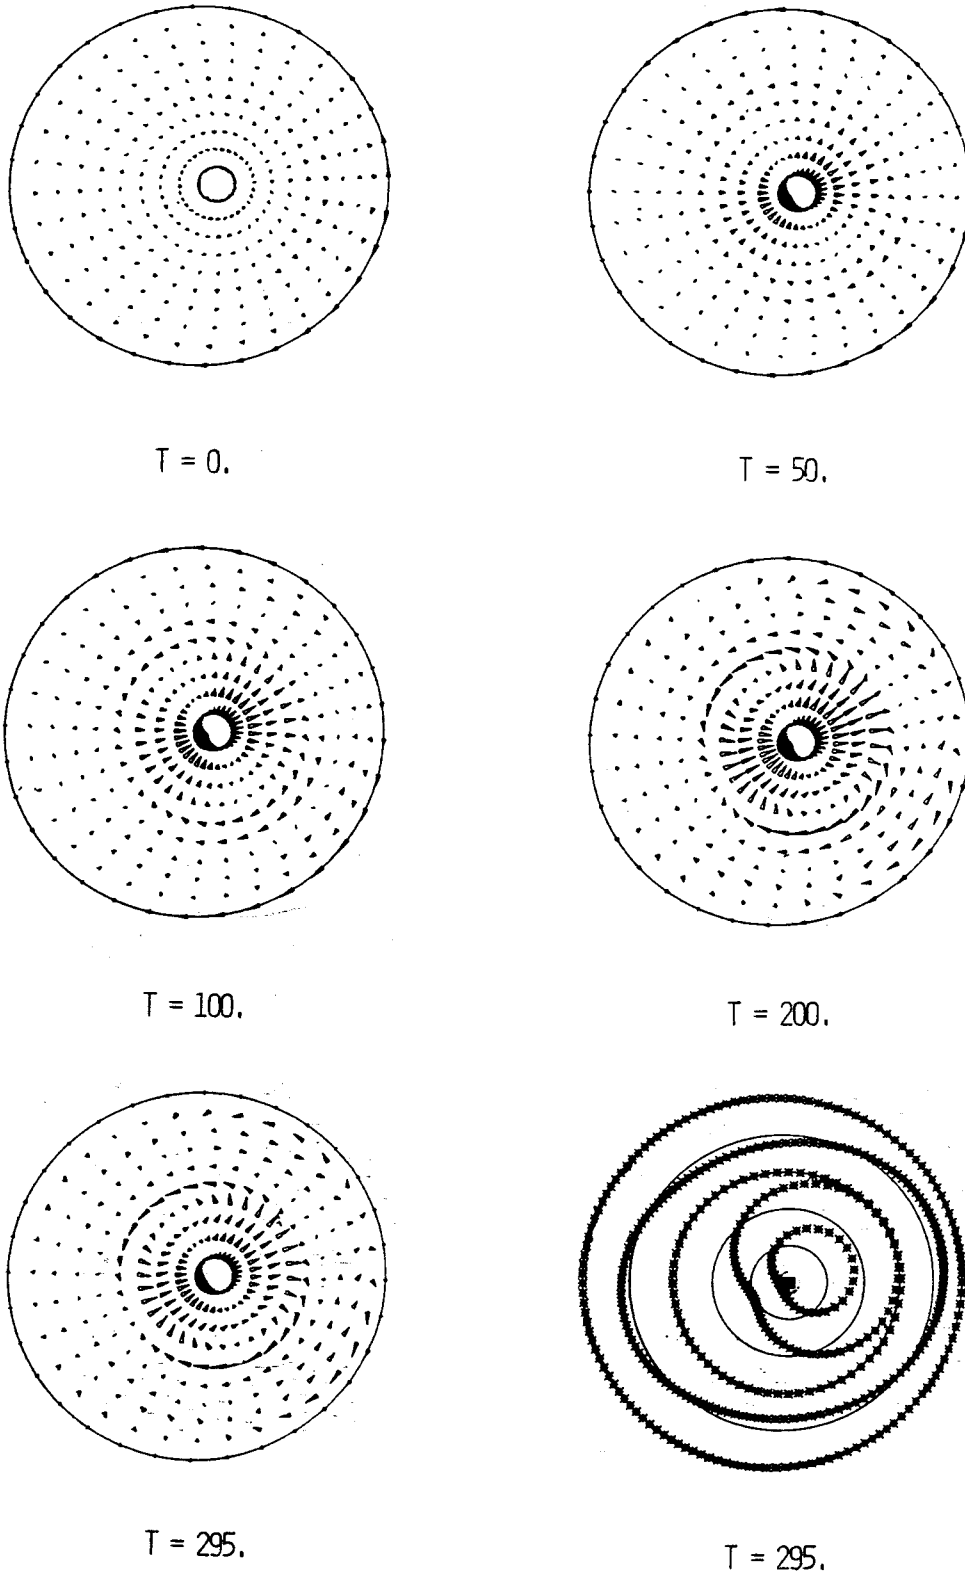 T = 0.
T = 50.
T = 100.
T = 200.
T = 295.
T = 295.